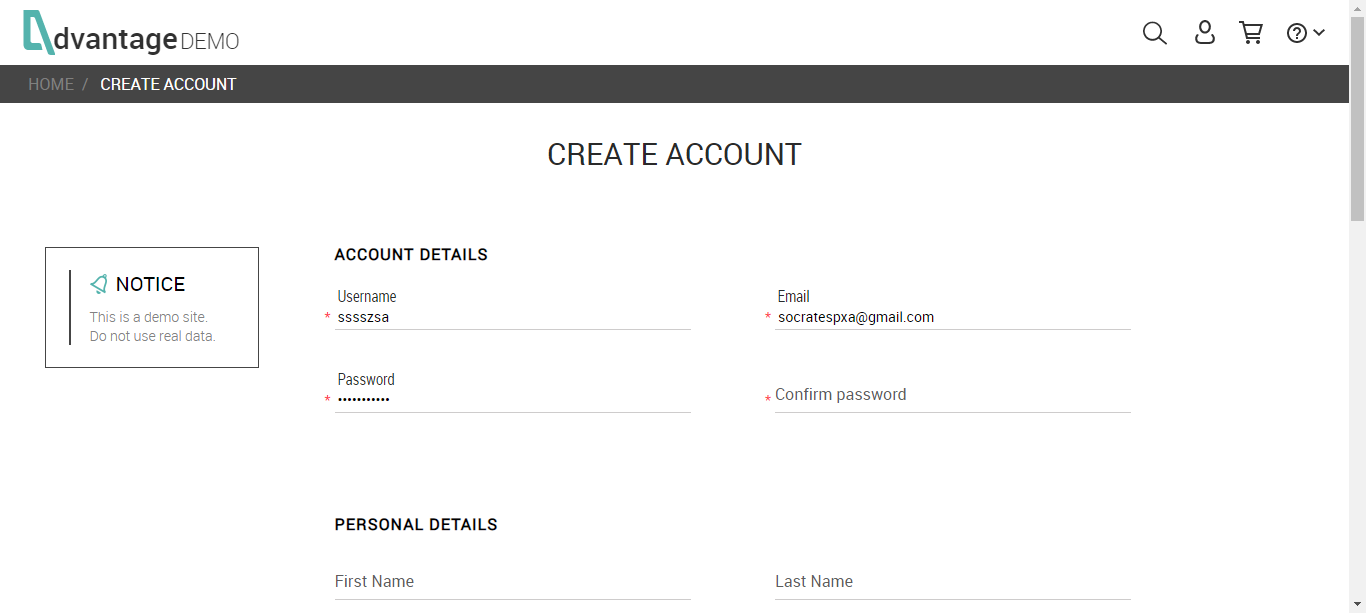 dvantage DEMO
HOME / CREATE ACCOUNT
CREATE ACCOUNT
NOTICE
This is a demo site.
Do not use real data.
ACCOUNT DETAILS
Username
* sssszsa
Email
* socratespxa@gmail.com
Password
* •••••••••••
* Confirm password
PERSONAL DETAILS
First Name
Last Name